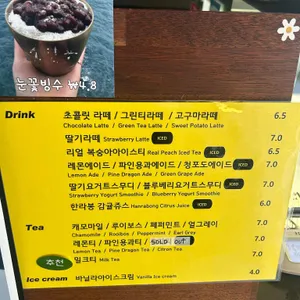 눈꽃빙수 ₩4.8
Drink
초콜릿 라떼 / 그린티라떼 / 고구마라떼 6.5
Chocolate Latte / Green Tea Latte / Sweet Potato Latte
딸기라떼 Strawberry Latte ICED 7.0
리얼 복숭아아이스티 Real Peach Iced Tea ICED 6.5
레몬에이드 / 파인용과에이드 / 청포도에이드 ICED 7.0
Lemon Ade / Pine Dragon Ade / Green Grape Ade
딸기요거트스무디 / 블루베리요거트스무디 ICED 7.0
Strawberry Yogurt Smoothie / Blueberry Yogurt Smoothie
한라봉 감귤쥬스 Hanrabong Citrus Juice ICED 7.0
Tea
캐모마일 / 루이보스 / 페퍼민트 / 얼그레이 7.0
Chamomile / Rooibos / Peppermint / Earl Grey
레몬티 / 파인용과티 / SOLD OUT 7.0
Lemon Tea / Pine Dragon Tea / Citron Tea
추천 밀크티 Milk Tea 7.0
Ice cream 바닐라아이스크림 Vanilla Ice cream 4.0